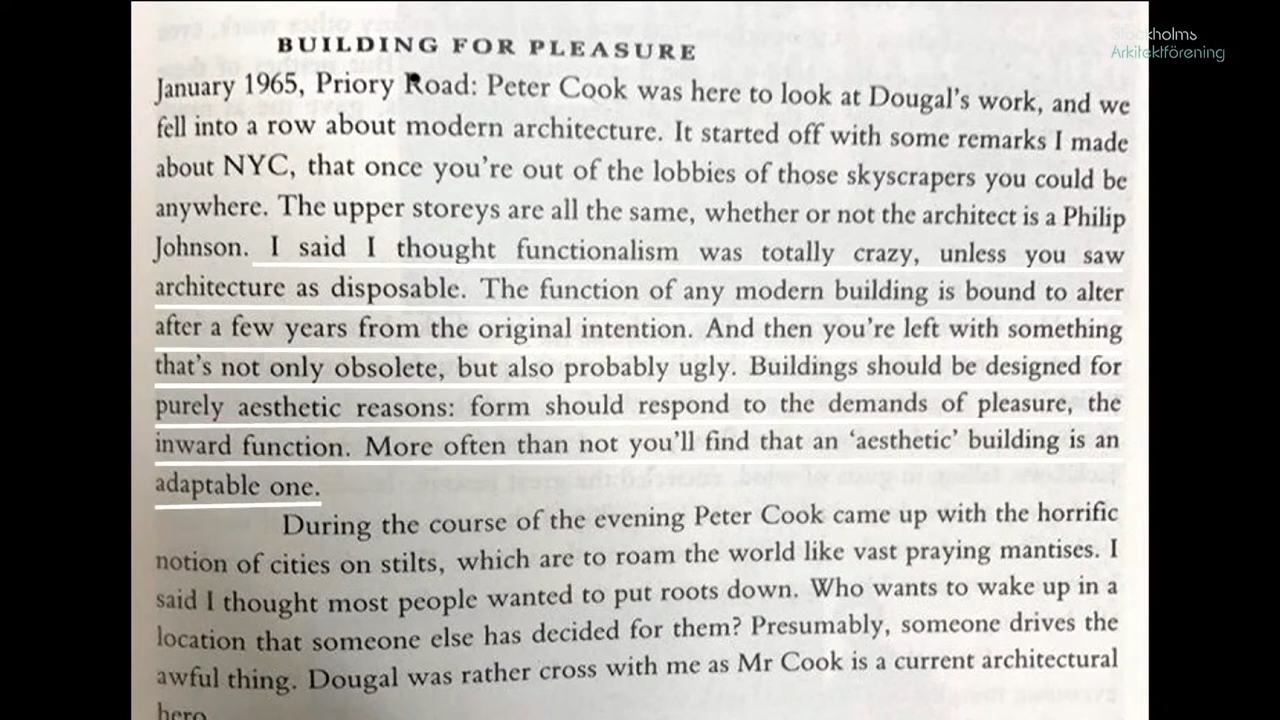 Stockholms
Arkitektförening
BUILDING FOR PLEASURE
January 1965, Priory Road: Peter Cook was here to look at Dougal's work, and we
fell into a row about modern architecture. It started off with some remarks I made
about NYC, that once you're out of the lobbies of those skyscrapers you could be
anywhere. The upper storeys are all the same, whether or not the architect is a Philip
Johnson. I said I thought functionalism was totally crazy, unless you saw
architecture as disposable. The function of any modern building is bound to alter
after a few years from the original intention. And then you're left with something
that's not only obsolete, but also probably ugly. Buildings should be designed for
purely aesthetic reasons: form should respond to the demands of pleasure, the
inward function. More often than not you'll find that an 'aesthetic' building is an
adaptable one.
During the course of the evening Peter Cook came up with the horrific
notion of cities on stilts, which are to roam the world like vast praying mantises. I
said I thought most people wanted to put roots down. Who wants to wake up in a
location that someone else has decided for them? Presumably, someone drives the
awful thing. Dougal was rather cross with me as Mr Cook is a current architectural
hero.